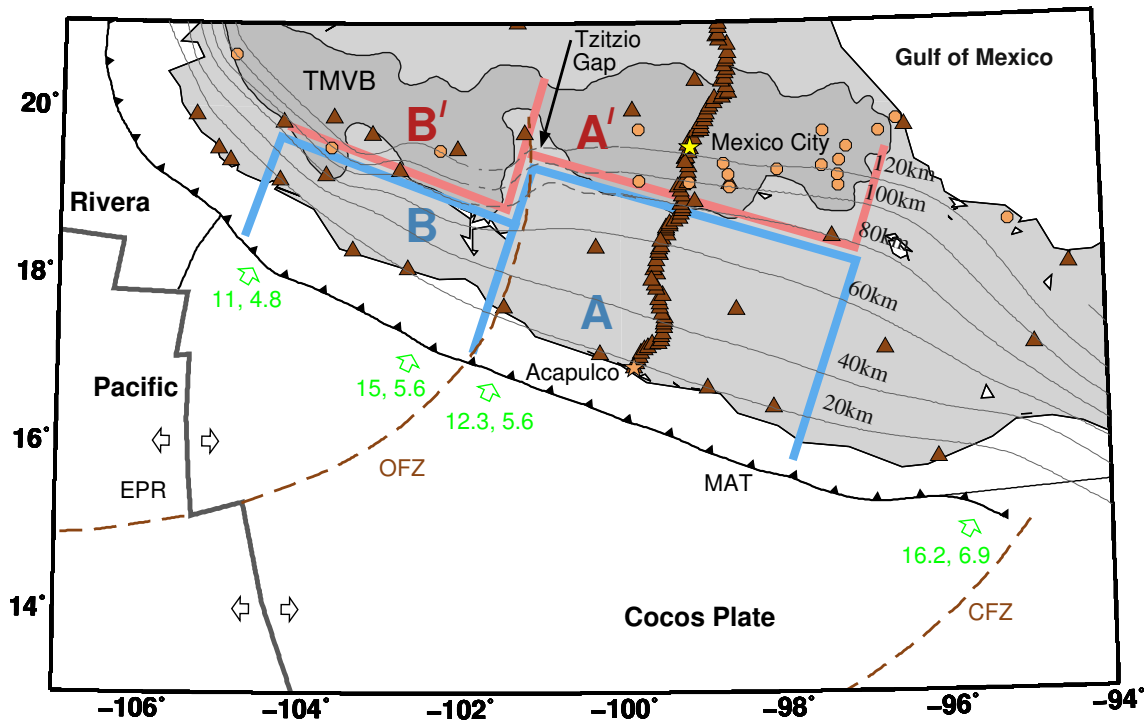 Tzitzio
Gap
Gulf of Mexico
TMVB
20°
B′
A′
Mexico City
120km
100km
Rivera
B
80km
18°
60km
11, 4.8
A
Acapulco
40km
Pacific
15, 5.6
12.3, 5.6
20km
16°
OFZ
MAT
EPR
16.2, 6.9
14°
Cocos Plate
CFZ
−106°
−104°
−102°
−100°
−98°
−96°
−94°